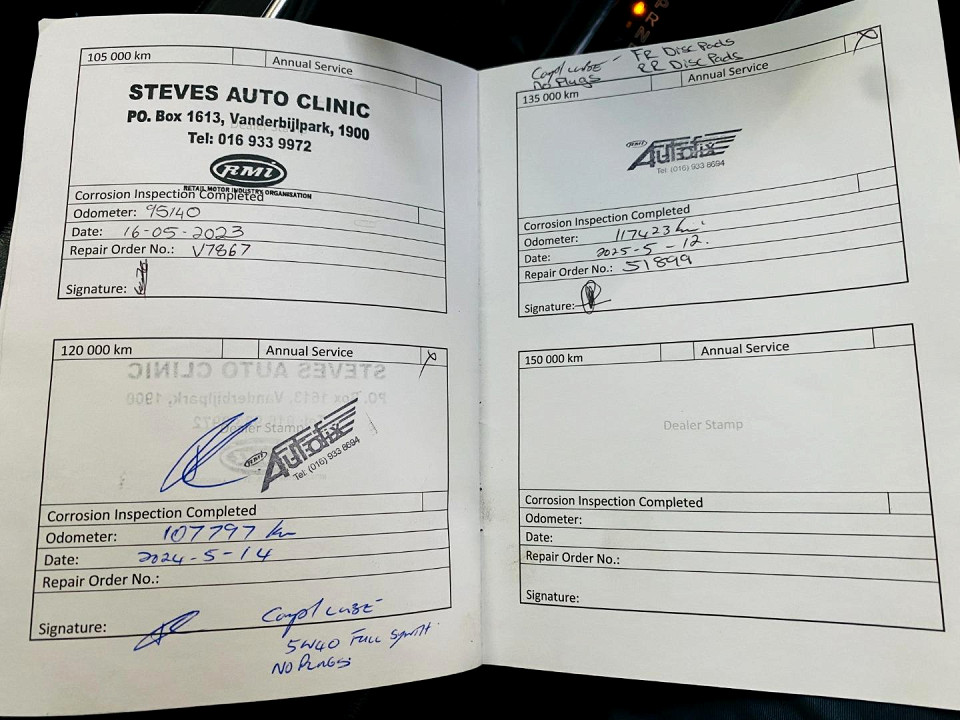 105 000 km
Annual Service
STEVES AUTO CLINIC
PO. Box 1613, Vanderbijlpark, 1900
Dealer Stamp
Tel: 016 933 9972
RMi
RETAIL MOTOR INDUSTRY ORGANISATION
Corrosion Inspection Completed
Odometer: 95140
Date: 16-05-2023
Repair Order No.: V7867
Signature:
120 000 km
Annual Service
X
STEVES AUTO CLINIC
PO. Box 1613, Vanderbijlpark, 1900
Dealer Stamp
RMI
Autofix
Tel: (016) 933 8694
Corrosion Inspection Completed
Odometer: 107797 km
Date: 2024-5-14
Repair Order No.:
Signature:
5W40 Full
No Plugs
FR Disc Pads
RR Disc Pads
No Plugs
X
135 000 km
Annual Service
RMI
Autofix
Tel: (016) 933 8694
Corrosion Inspection Completed
Odometer: 117423 km
Date: 2025-5-12.
Repair Order No.: 51899
Signature:
150 000 km
Annual Service
Dealer Stamp
Corrosion Inspection Completed
Odometer:
Date:
Repair Order No.:
Signature: